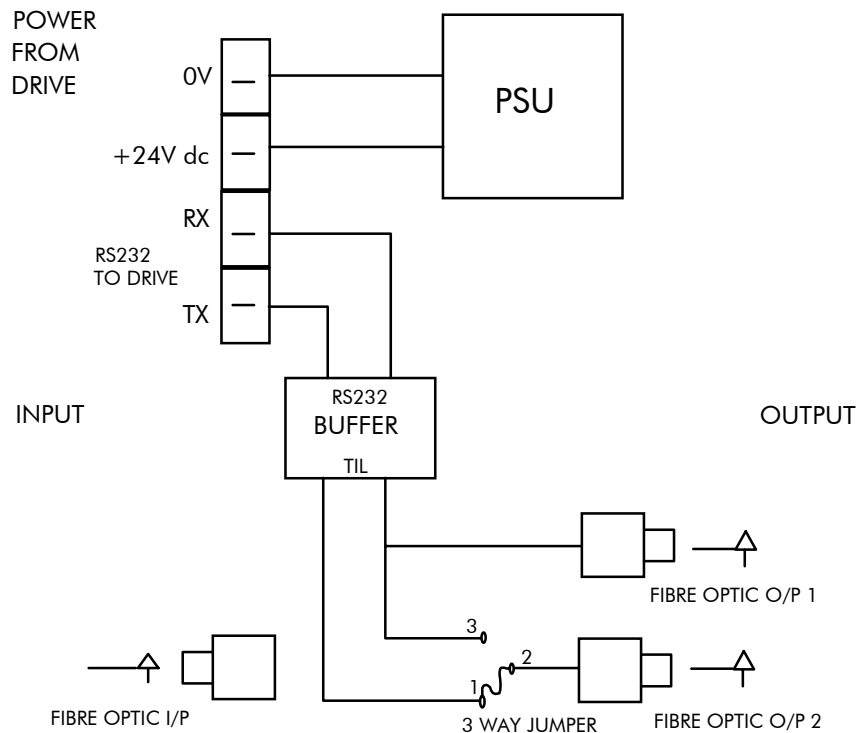 POWER
FROM
DRIVE
0V
PSU
+24V dc
RX
RS232
TO DRIVE
TX
INPUT
RS232
BUFFER
TIL
OUTPUT
FIBRE OPTIC O/P 1
3
2
1
FIBRE OPTIC I/P
3 WAY JUMPER
FIBRE OPTIC O/P 2